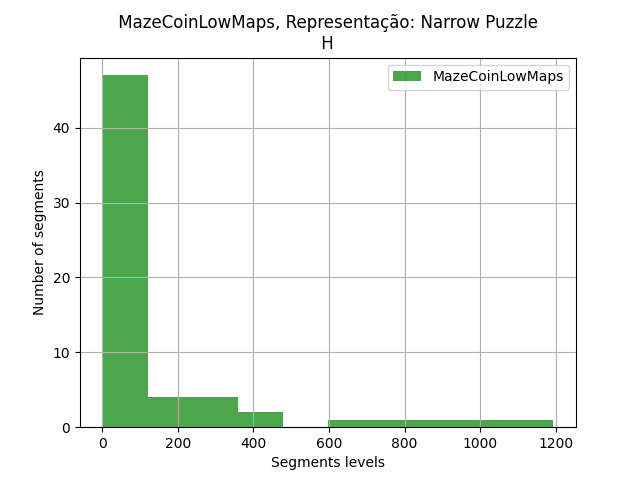 MazeCoinLowMaps, Representação: Narrow Puzzle
H
MazeCoinLowMaps
Number of segments
40
30
20
10
0
0 200 400 600 800 1000 1200
Segments levels